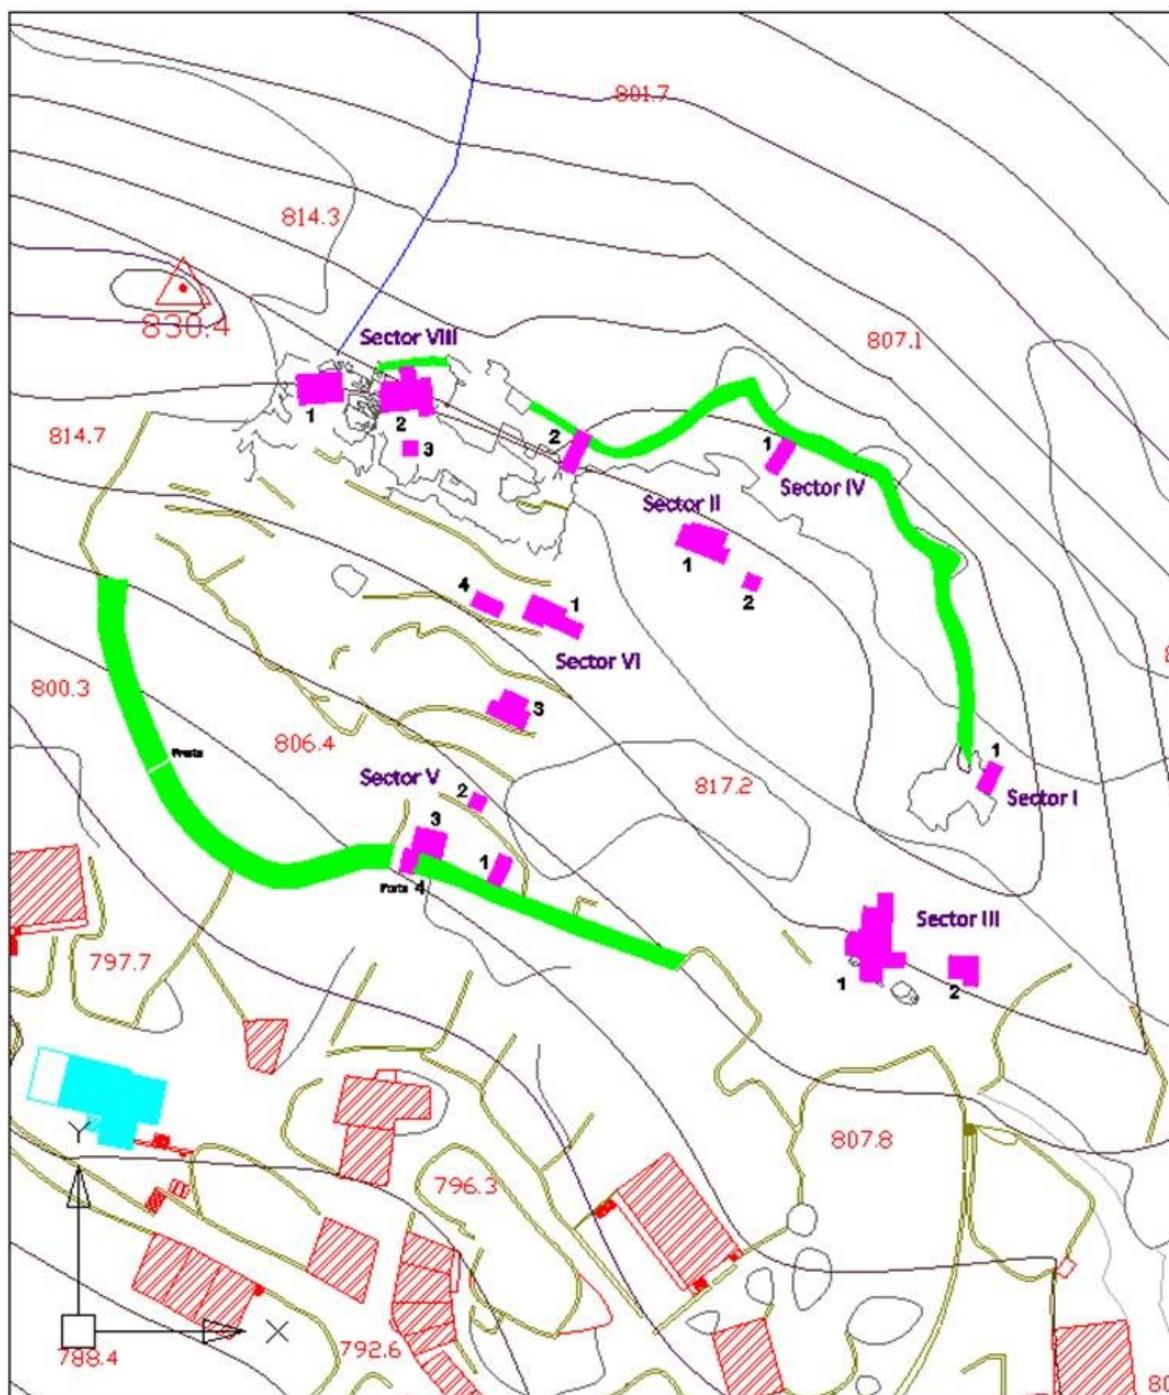 801.7
814.3
830.4
Sector VIII
807.1
1
2
3
2
1
814.7
Sector IV
Sector II
1
2
4
1
Sector VI
800.3
3
806.4
Porta
Sector V
2
817.2
1
Sector I
3
1
Porta 4
Sector III
1
2
797.7
Y
807.8
796.3
X
792.6
788.4